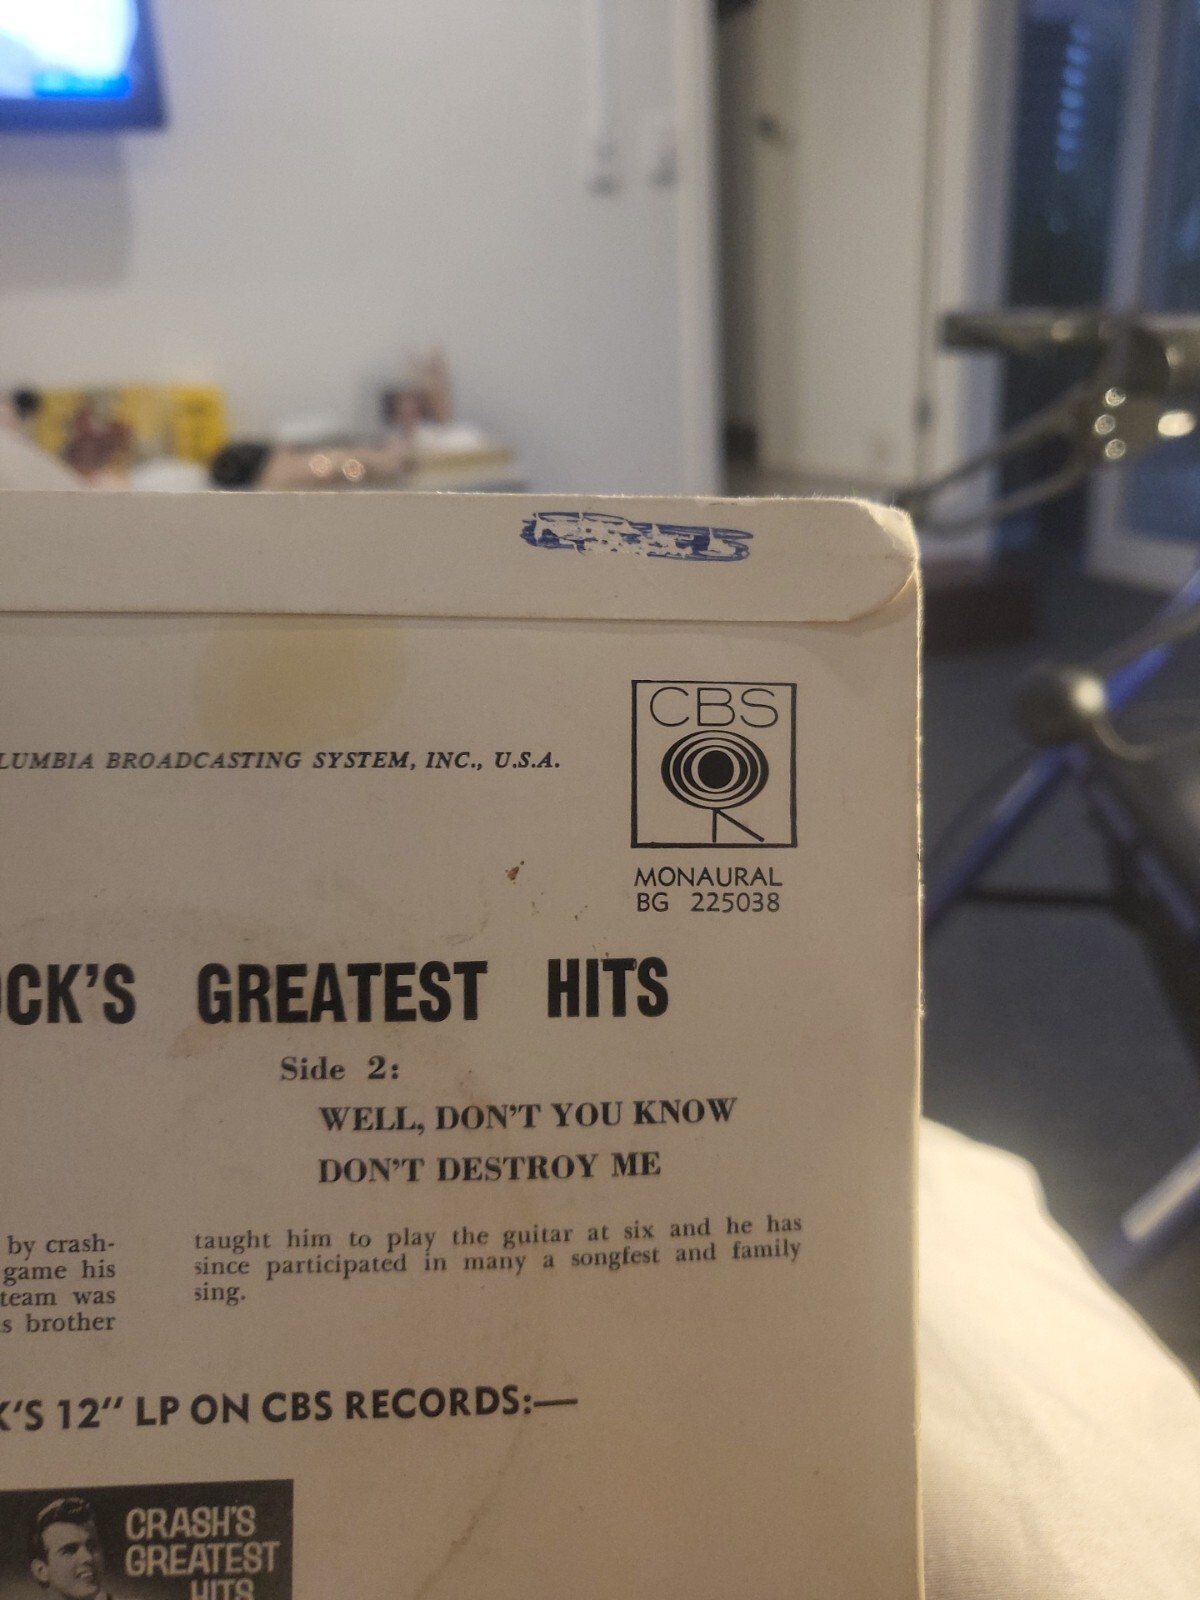 LUMBIA BROADCASTING SYSTEM, INC., U.S.A.
CBS
MONAURAL
BG 225038
OCK'S GREATEST HITS
Side 2:
WELL, DON'T YOU KNOW
DON'T DESTROY ME
by crash-
game his
team was
s brother
taught him to play the guitar at six and he has
since participated in many a songfest and family
sing.
K'S 12" LP ON CBS RECORDS:—
CRASH'S
GREATEST
HITS